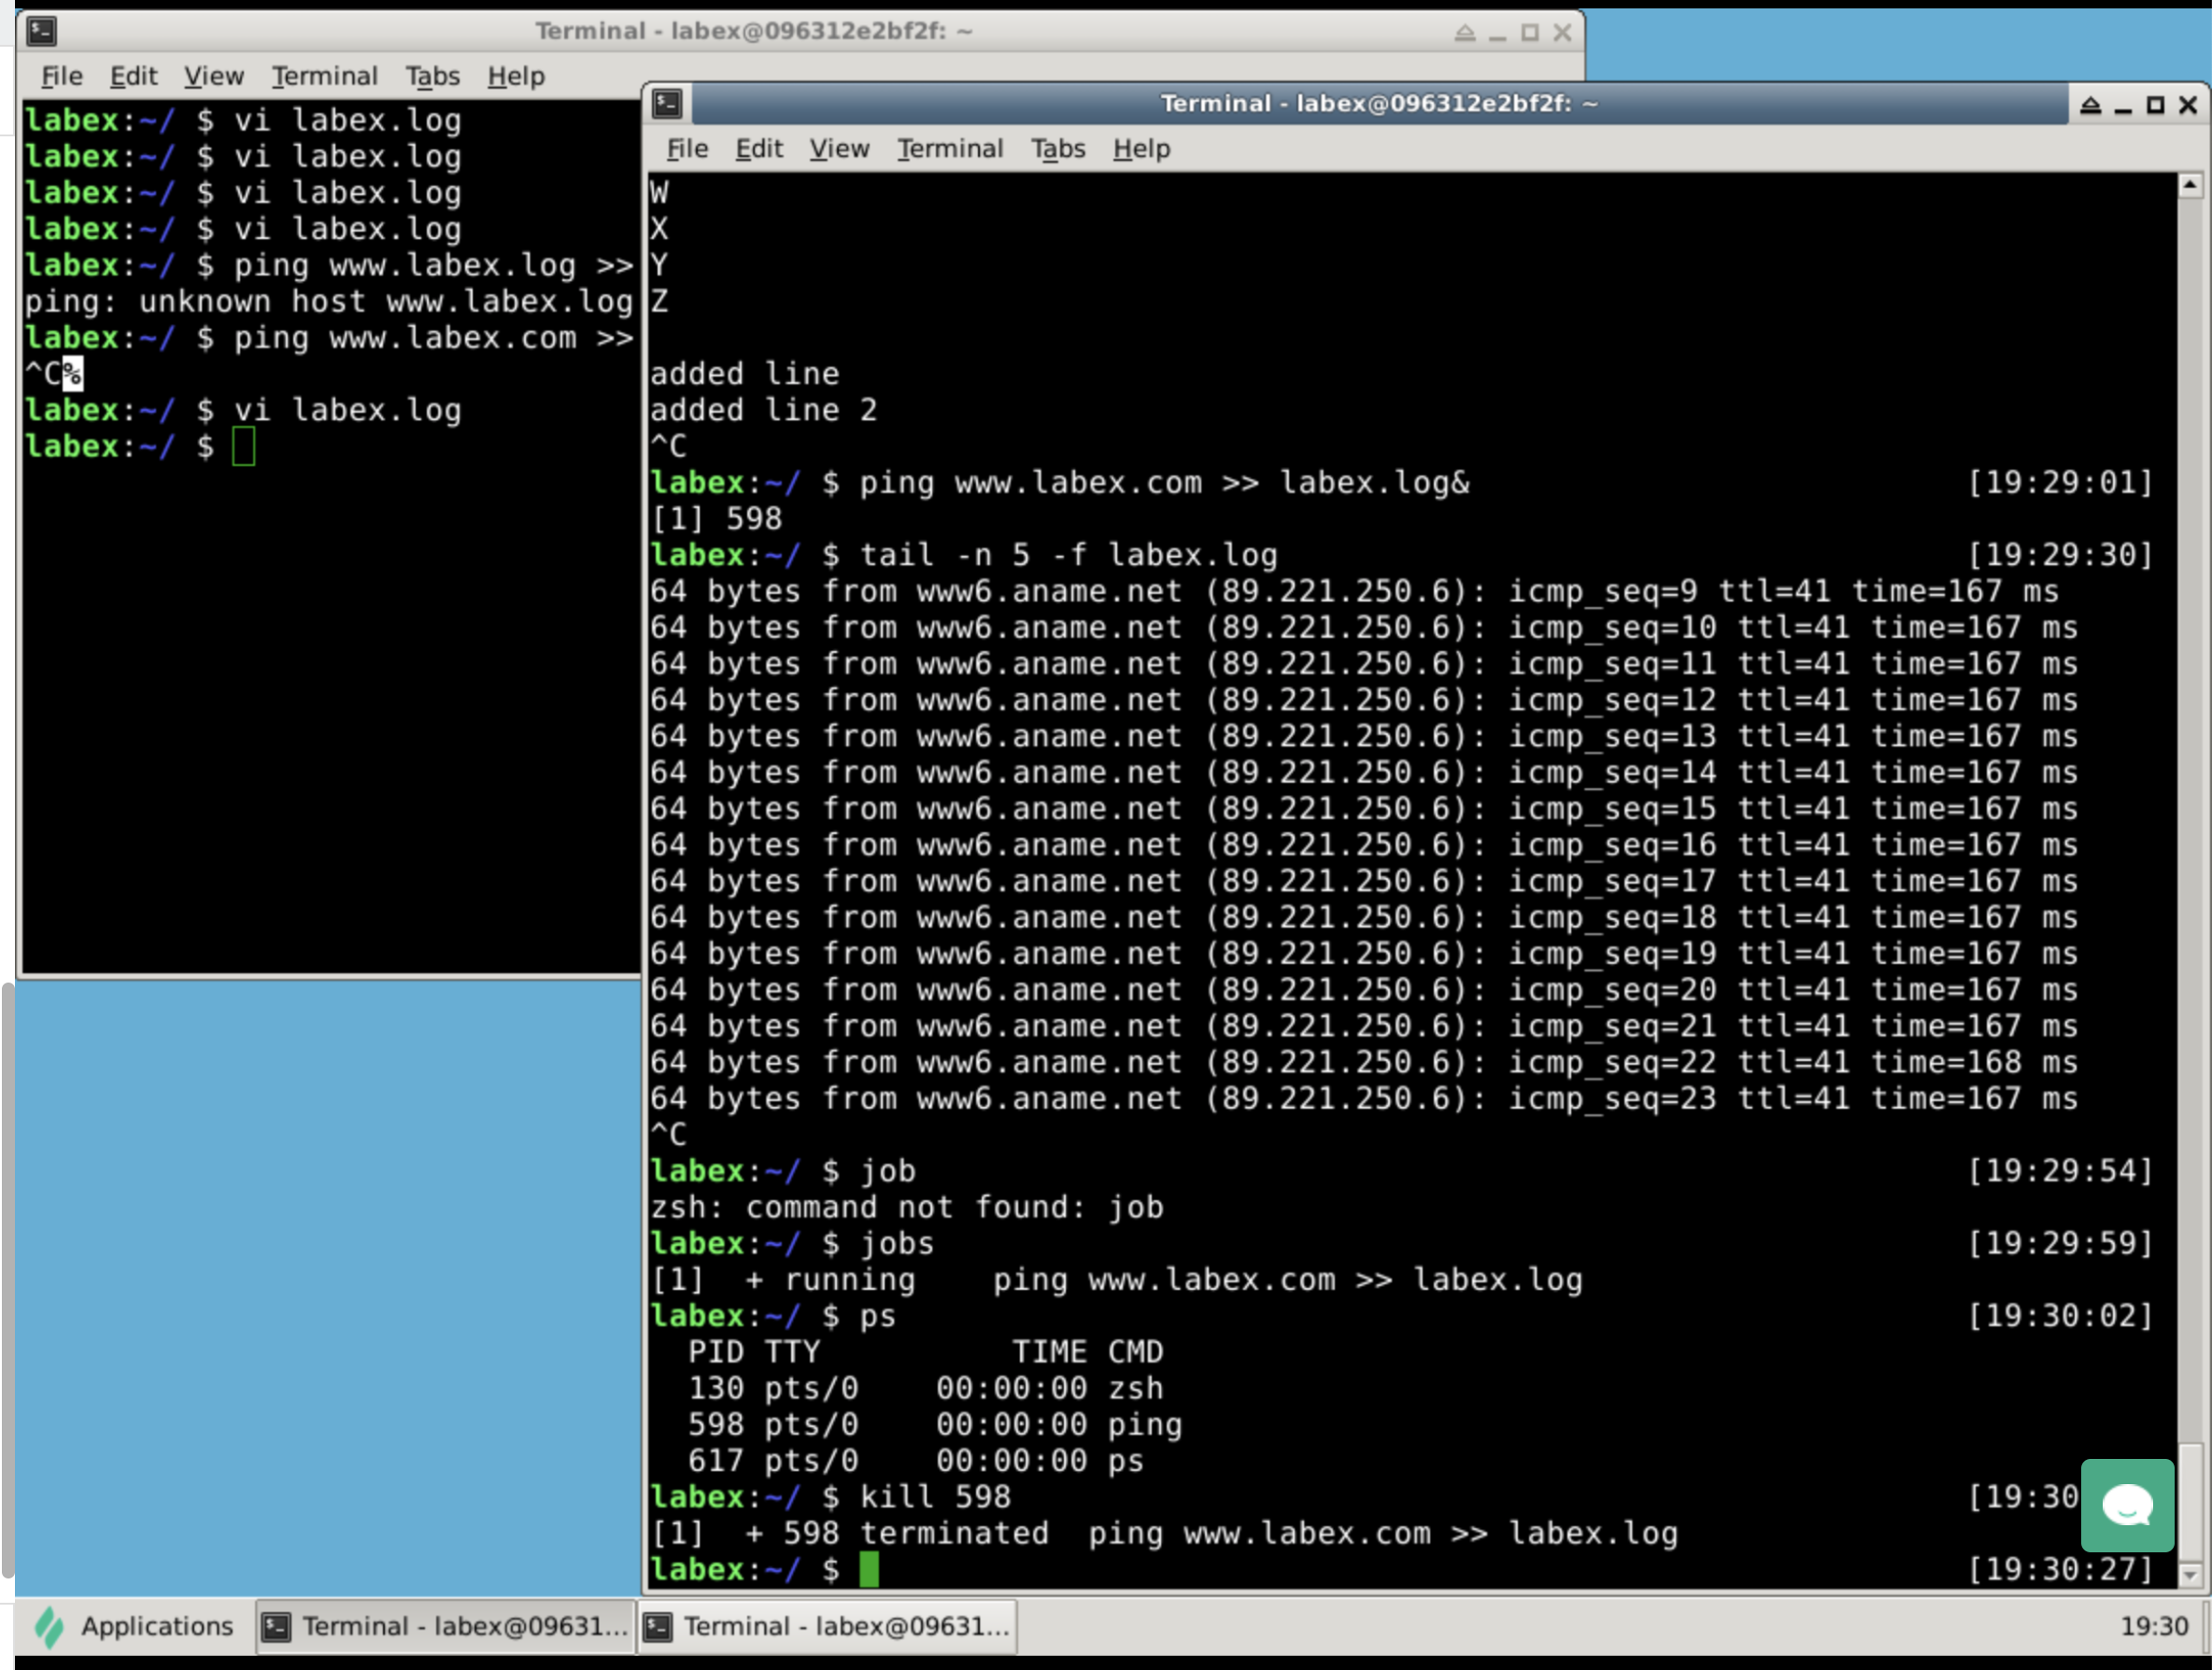 Terminal - labex@096312e2bf2f: ~
File Edit View Terminal Tabs Help
labex:~/ $ vi labex.log
labex:~/ $ vi labex.log
labex:~/ $ vi labex.log
labex:~/ $ vi labex.log
labex:~/ $ ping www.labex.log >>
ping: unknown host www.labex.log
labex:~/ $ ping www.labex.com >>
^C%
labex:~/ $ vi labex.log
labex:~/ $
Terminal - labex@096312e2bf2f: ~
File Edit View Terminal Tabs Help
W
X
Y
Z
added line
added line 2
^C
labex:~/ $ ping www.labex.com >> labex.log& [19:29:01]
[1] 598
labex:~/ $ tail -n 5 -f labex.log [19:29:30]
64 bytes from www6.aname.net (89.221.250.6): icmp_seq=9 ttl=41 time=167 ms
64 bytes from www6.aname.net (89.221.250.6): icmp_seq=10 ttl=41 time=167 ms
64 bytes from www6.aname.net (89.221.250.6): icmp_seq=11 ttl=41 time=167 ms
64 bytes from www6.aname.net (89.221.250.6): icmp_seq=12 ttl=41 time=167 ms
64 bytes from www6.aname.net (89.221.250.6): icmp_seq=13 ttl=41 time=167 ms
64 bytes from www6.aname.net (89.221.250.6): icmp_seq=14 ttl=41 time=167 ms
64 bytes from www6.aname.net (89.221.250.6): icmp_seq=15 ttl=41 time=167 ms
64 bytes from www6.aname.net (89.221.250.6): icmp_seq=16 ttl=41 time=167 ms
64 bytes from www6.aname.net (89.221.250.6): icmp_seq=17 ttl=41 time=167 ms
64 bytes from www6.aname.net (89.221.250.6): icmp_seq=18 ttl=41 time=167 ms
64 bytes from www6.aname.net (89.221.250.6): icmp_seq=19 ttl=41 time=167 ms
64 bytes from www6.aname.net (89.221.250.6): icmp_seq=20 ttl=41 time=167 ms
64 bytes from www6.aname.net (89.221.250.6): icmp_seq=21 ttl=41 time=167 ms
64 bytes from www6.aname.net (89.221.250.6): icmp_seq=22 ttl=41 time=168 ms
64 bytes from www6.aname.net (89.221.250.6): icmp_seq=23 ttl=41 time=167 ms
^C
labex:~/ $ job [19:29:54]
zsh: command not found: job
labex:~/ $ jobs [19:29:59]
[1]  + running    ping www.labex.com >> labex.log
labex:~/ $ ps [19:30:02]
PID TTY          TIME CMD
130 pts/0    00:00:00 zsh
598 pts/0    00:00:00 ping
617 pts/0    00:00:00 ps
labex:~/ $ kill 598 [19:30
[1]  + 598 terminated  ping www.labex.com >> labex.log
labex:~/ $ [19:30:27]
Applications Terminal - labex@09631... Terminal - labex@09631... 19:30